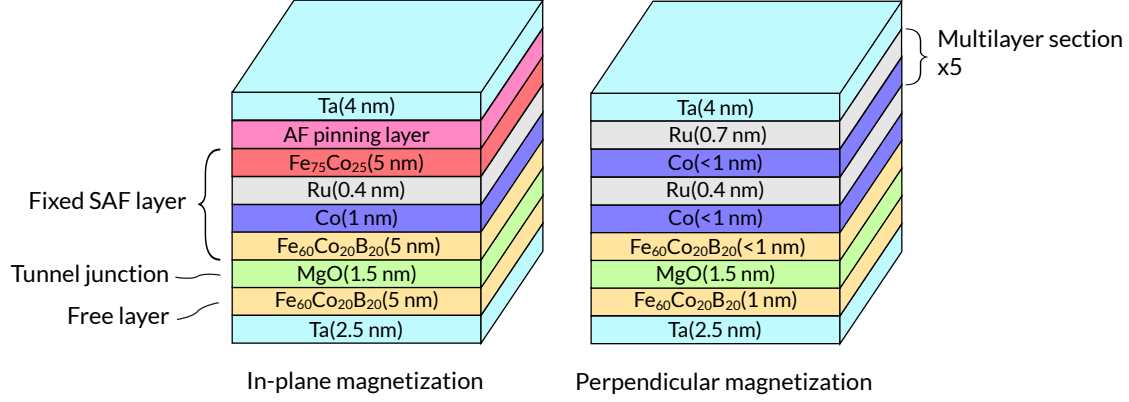 Ta(4 nm)
AF pinning layer
Fe₇₅Co₂₅(5 nm)
Ru(0.4 nm)
Co(1 nm)
Fe₆₀Co₂₀B₂₀(5 nm)
MgO(1.5 nm)
Fe₆₀Co₂₀B₂₀(5 nm)
Ta(2.5 nm)
Fixed SAF layer
Tunnel junction
Free layer
In-plane magnetization
Ta(4 nm)
Ru(0.7 nm)
Co(<1 nm)
Ru(0.4 nm)
Co(<1 nm)
Fe₆₀Co₂₀B₂₀(<1 nm)
MgO(1.5 nm)
Fe₆₀Co₂₀B₂₀(1 nm)
Ta(2.5 nm)
Multilayer section
x5
Perpendicular magnetization